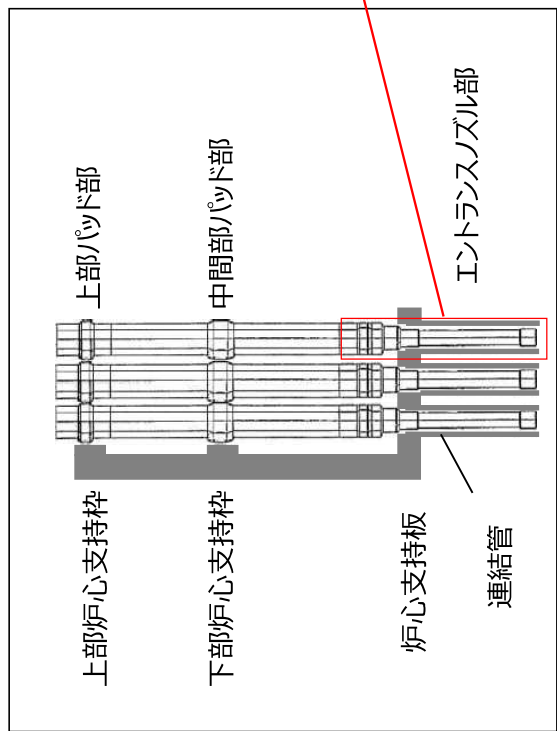 上部パッド部
中間部パッド部
エントランスノズル部
上部炉心支持枠
下部炉心支持枠
炉心支持板
連結管